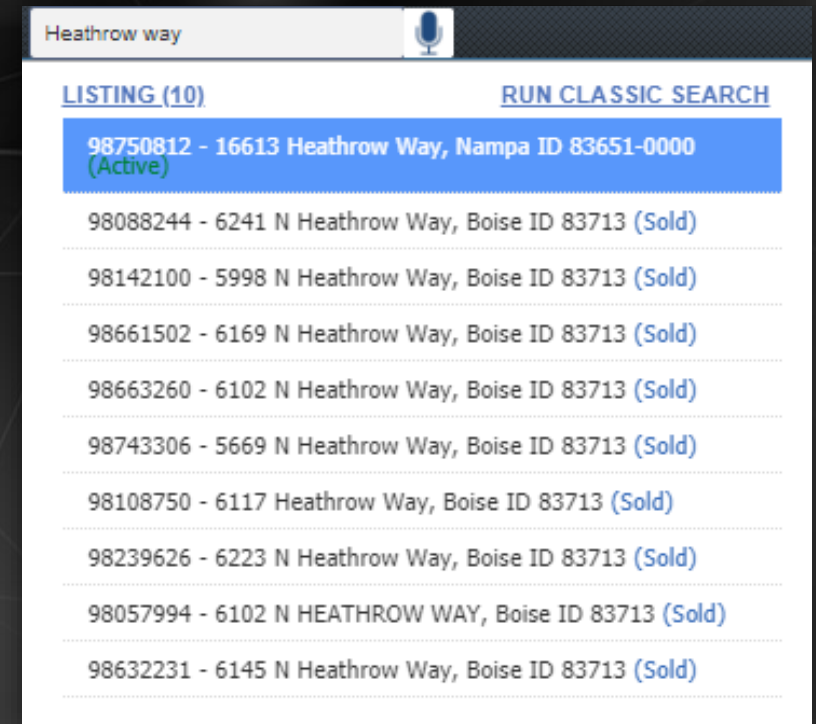 Heathrow way
LISTING (10) RUN CLASSIC SEARCH
98750812 - 16613 Heathrow Way, Nampa ID 83651-0000
(Active)
98088244 - 6241 N Heathrow Way, Boise ID 83713 (Sold)
98142100 - 5998 N Heathrow Way, Boise ID 83713 (Sold)
98661502 - 6169 N Heathrow Way, Boise ID 83713 (Sold)
98663260 - 6102 N Heathrow Way, Boise ID 83713 (Sold)
98743306 - 5669 N Heathrow Way, Boise ID 83713 (Sold)
98108750 - 6117 Heathrow Way, Boise ID 83713 (Sold)
98239626 - 6223 N Heathrow Way, Boise ID 83713 (Sold)
98057994 - 6102 N HEATHROW WAY, Boise ID 83713 (Sold)
98632231 - 6145 N Heathrow Way, Boise ID 83713 (Sold)